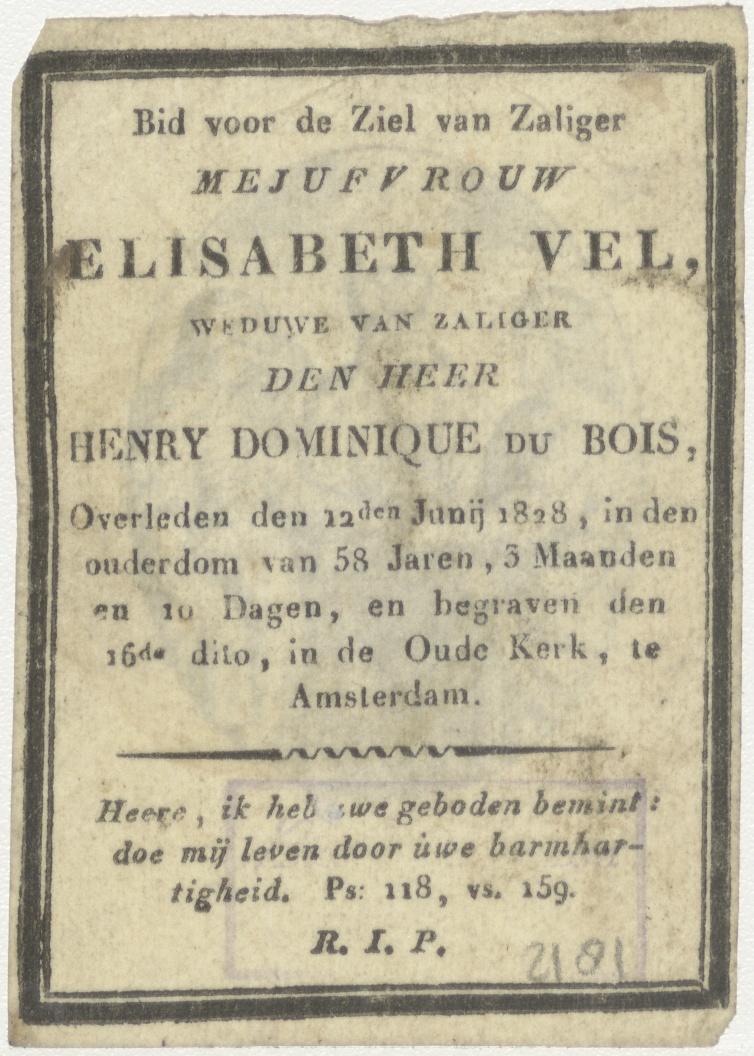 Bid voor de Ziel van Zaliger
MEJUFVROUW
ELISABETH VEL,
WEDUWE VAN ZALIGER
DEN HEER
HENRY DOMINIQUE DU BOIS,
Overleden den 12den Junij 1828, in den
ouderdom van 58 Jaren, 3 Maanden
en 10 Dagen, en begraven den
16de dito, in de Oude Kerk, te
Amsterdam.
Heere, ik heb uwe geboden bemint:
doe mij leven door uwe barmhar-
tigheid. Ps: 118, vs. 159.
R. I. P.